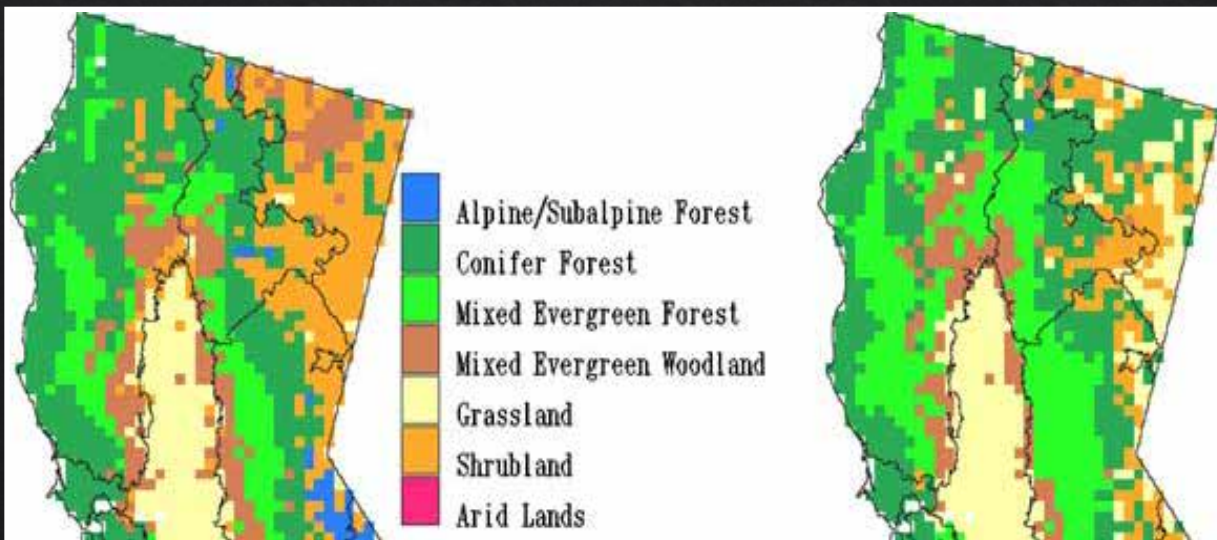 Alpine/Subalpine Forest
Conifer Forest
Mixed Evergreen Forest
Mixed Evergreen Woodland
Grassland
Shrubland
Arid Lands